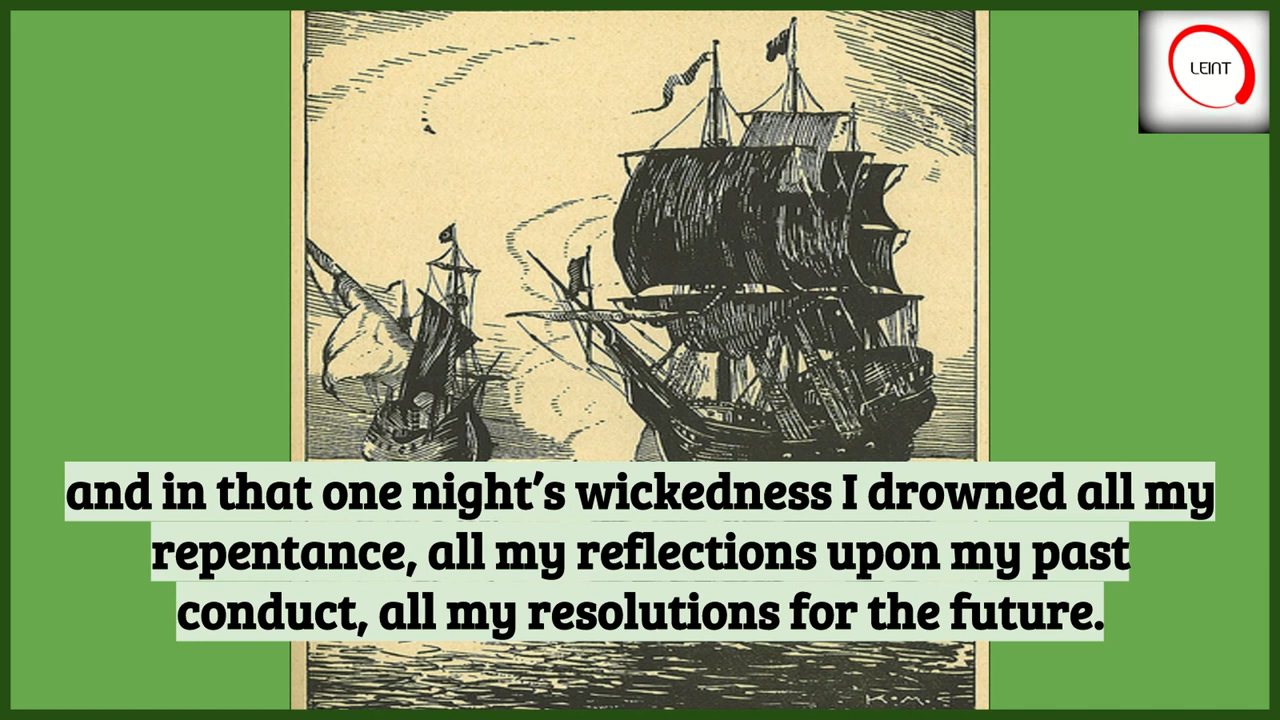 LEINT
and in that one night's wickedness I drowned all my
repentance, all my reflections upon my past
conduct, all my resolutions for the future.
K.M.C